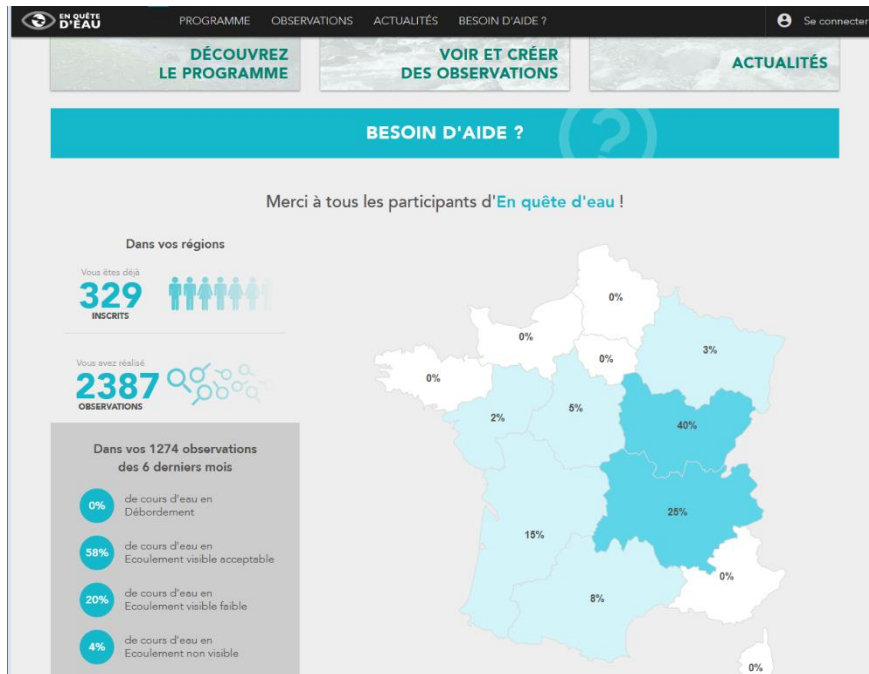 EN QUÊTE
D'EAU
PROGRAMME OBSERVATIONS ACTUALITÉS BESOIN D'AIDE ? Se connecter
DÉCOUVREZ
LE PROGRAMME
VOIR ET CRÉER
DES OBSERVATIONS
ACTUALITÉS
BESOIN D'AIDE ?
Merci à tous les participants d'En quête d'eau !
Dans vos régions
Vous êtes déjà
329
INSCRITS
Vous avez réalisé
2387
OBSERVATIONS
Dans vos 1274 observations
des 6 derniers mois
0%
de cours d'eau en
Débordement
58%
de cours d'eau en
Ecoulement visible acceptable
20%
de cours d'eau en
Ecoulement visible faible
4%
de cours d'eau en
Ecoulement non visible
0%
0%
3%
0%
0%
5%
2%
40%
25%
15%
0%
8%
0%